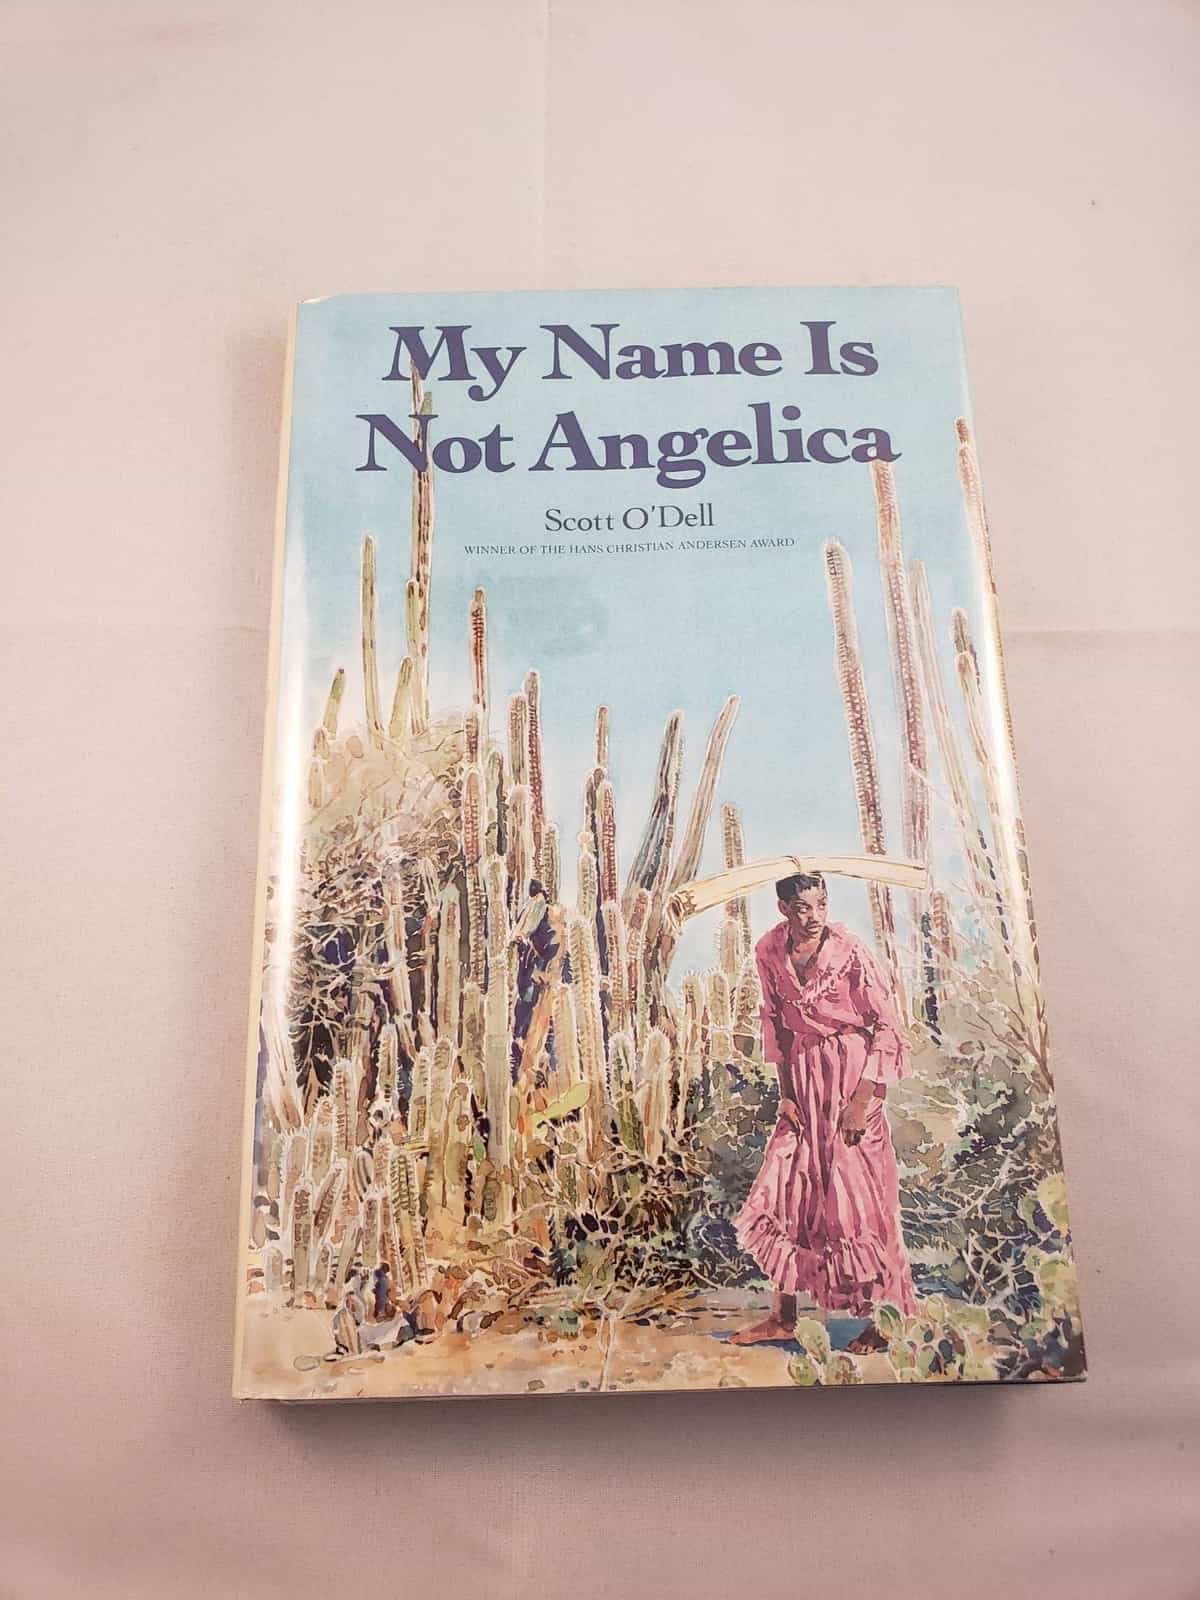 My Name Is
Not Angelica
Scott O'Dell
WINNER OF THE HANS CHRISTIAN ANDERSEN AWARD